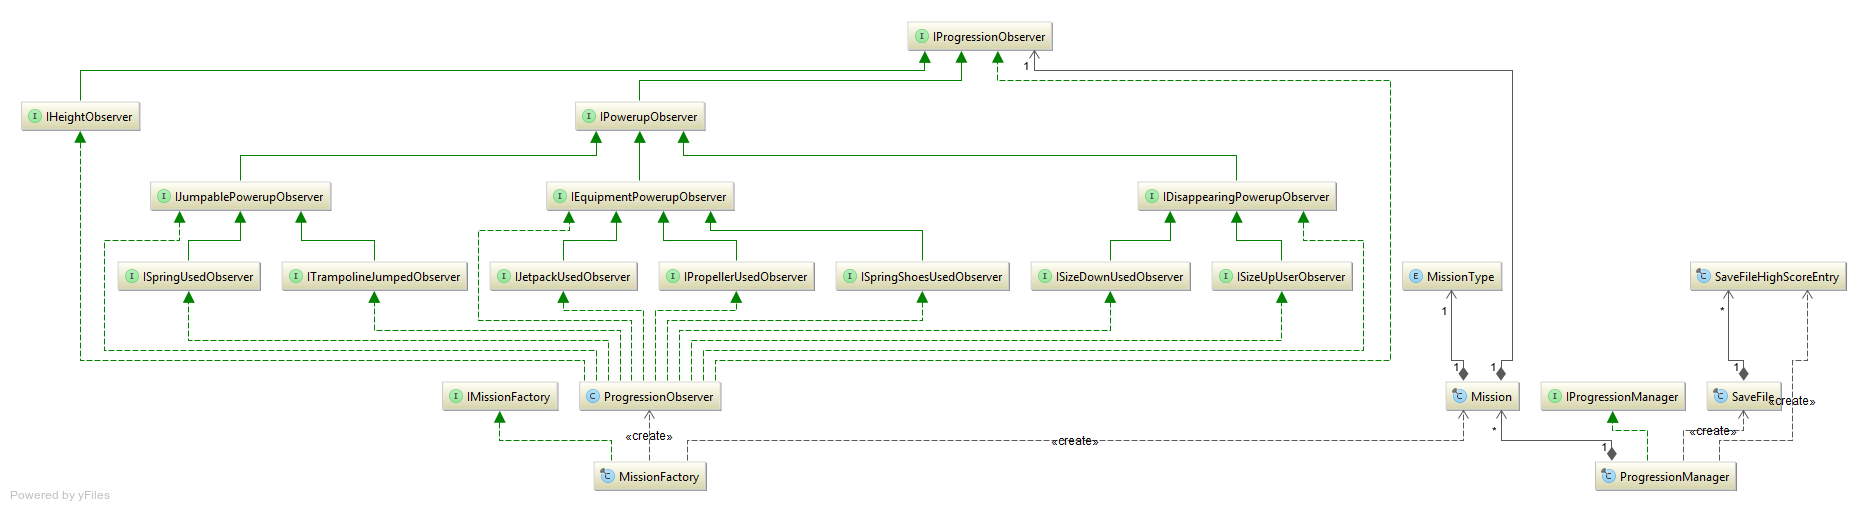 IProgressionObserver
1
IHeightObserver
IPowerupObserver
IJumpablePowerupObserver
IEquipmentPowerupObserver
IDisappearingPowerupObserver
ISpringUsedObserver
ITrampolineJumpedObserver
IJetpackUsedObserver
IPropellerUsedObserver
ISpringShoesUsedObserver
ISizeDownUsedObserver
ISizeUpUserObserver
MissionType
SaveFileHighScoreEntry
1
*
1
1
1
IMissionFactory
ProgressionObserver
Mission
IProgressionManager
SaveFile
«create»
«create»
«create»
*
«create»
1
MissionFactory
ProgressionManager
Powered by yFiles